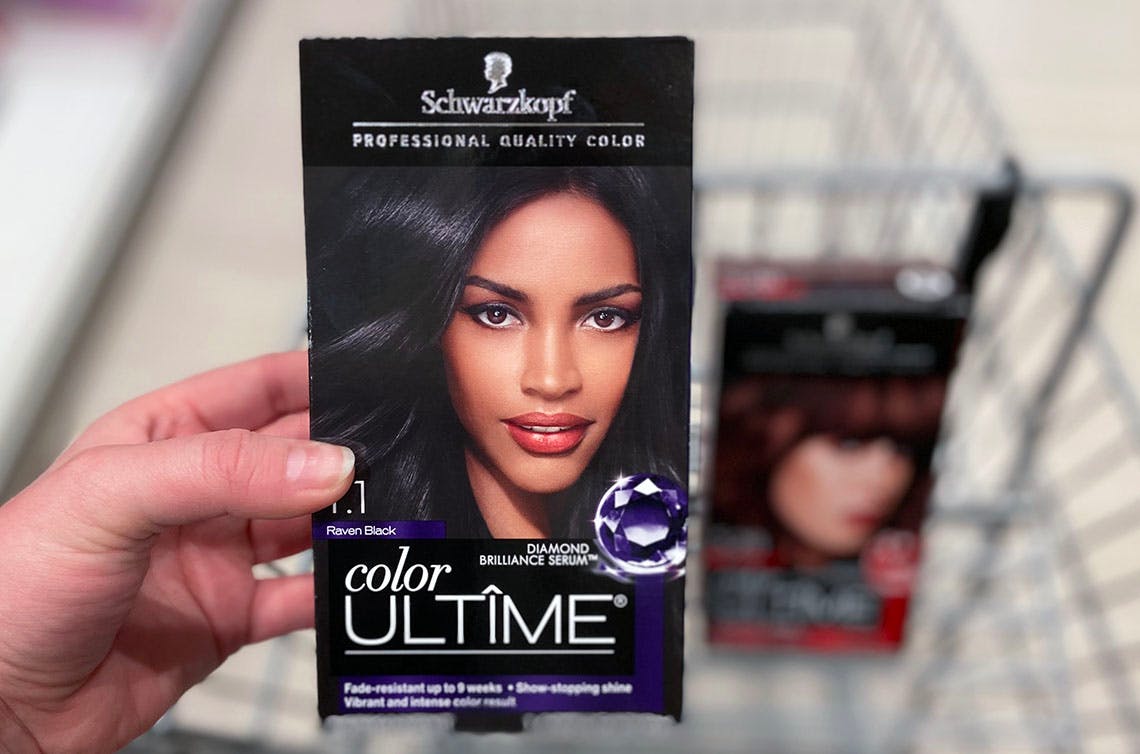 Schwarzkopf
PROFESSIONAL QUALITY COLOR
1.1
Raven Black
DIAMOND
BRILLIANCE SERUM™
color
ULTÎME®
Fade-resistant up to 9 weeks • Show-stopping shine
Vibrant and intense color result
ULTÎME